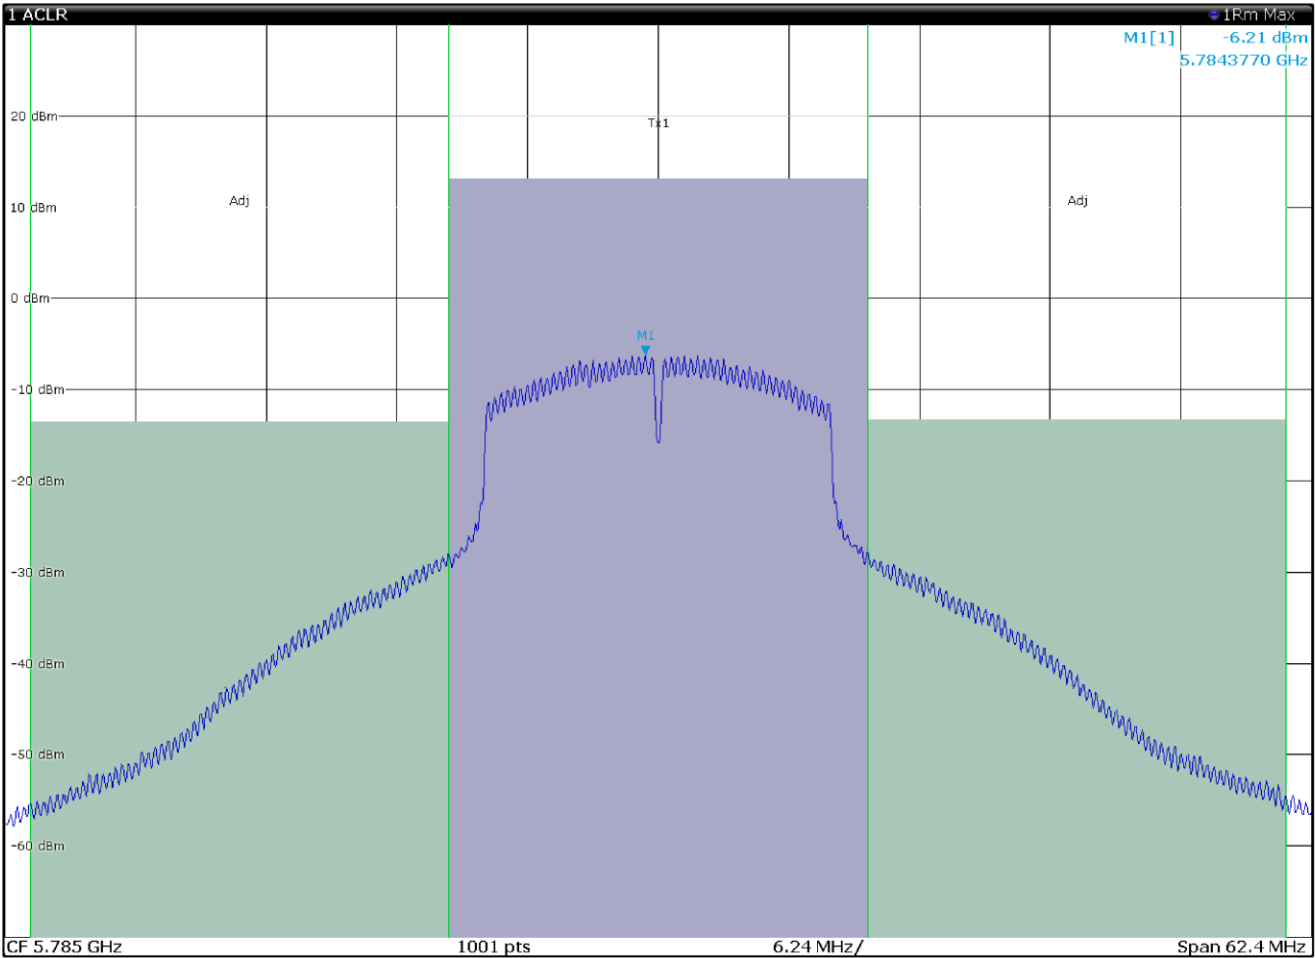 1 ACLR
1Rm Max
M1[1] -6.21 dBm
5.7843770 GHz
20 dBm
Tx1
Adj
Adj
10 dBm
0 dBm
M1
-10 dBm
-20 dBm
-30 dBm
-40 dBm
-50 dBm
-60 dBm
CF 5.785 GHz 1001 pts 6.24 MHz/ Span 62.4 MHz